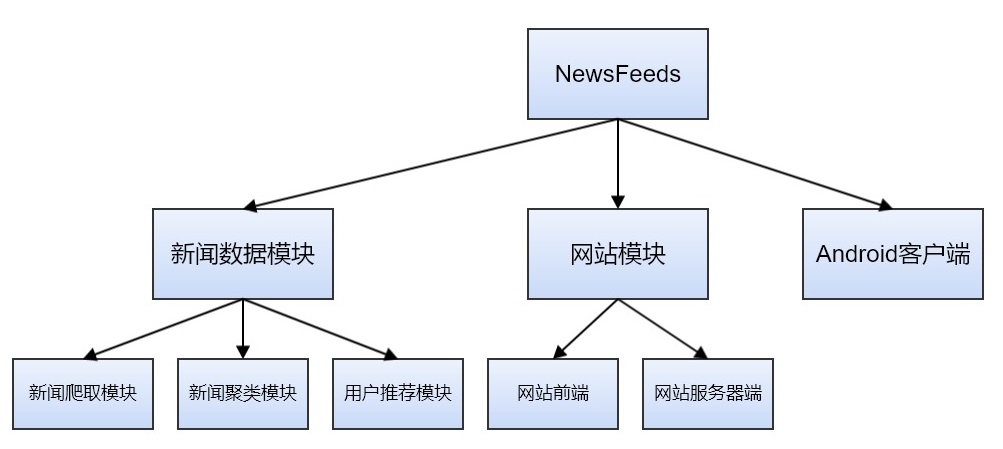 NewsFeeds
新闻数据模块
网站模块
Android客户端
新闻爬取模块
新闻聚类模块
用户推荐模块
网站前端
网站服务器端